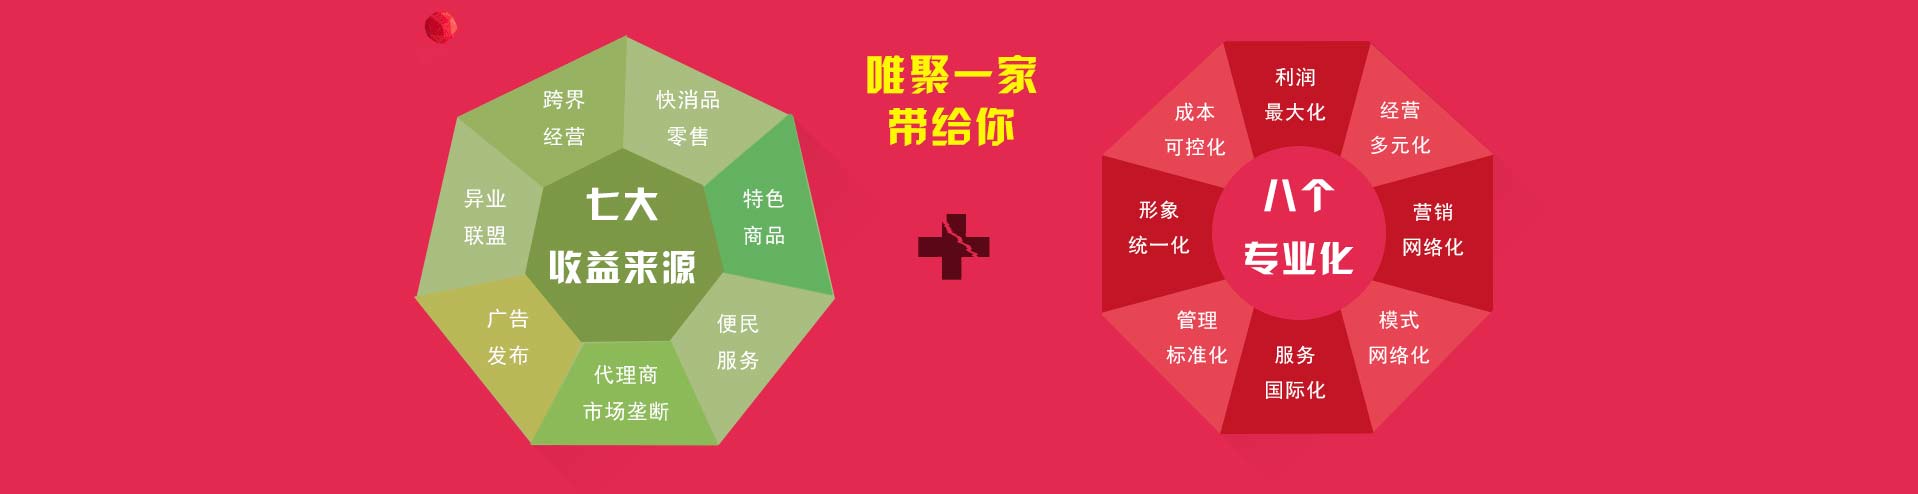 唯聚一家
带给你
七大
收益来源
跨界
经营
快消品
零售
特色
商品
便民
服务
代理商
市场垄断
广告
发布
异业
联盟
八个
专业化
利润
最大化
经营
多元化
营销
网络化
模式
网络化
服务
国际化
管理
标准化
形象
统一化
成本
可控化